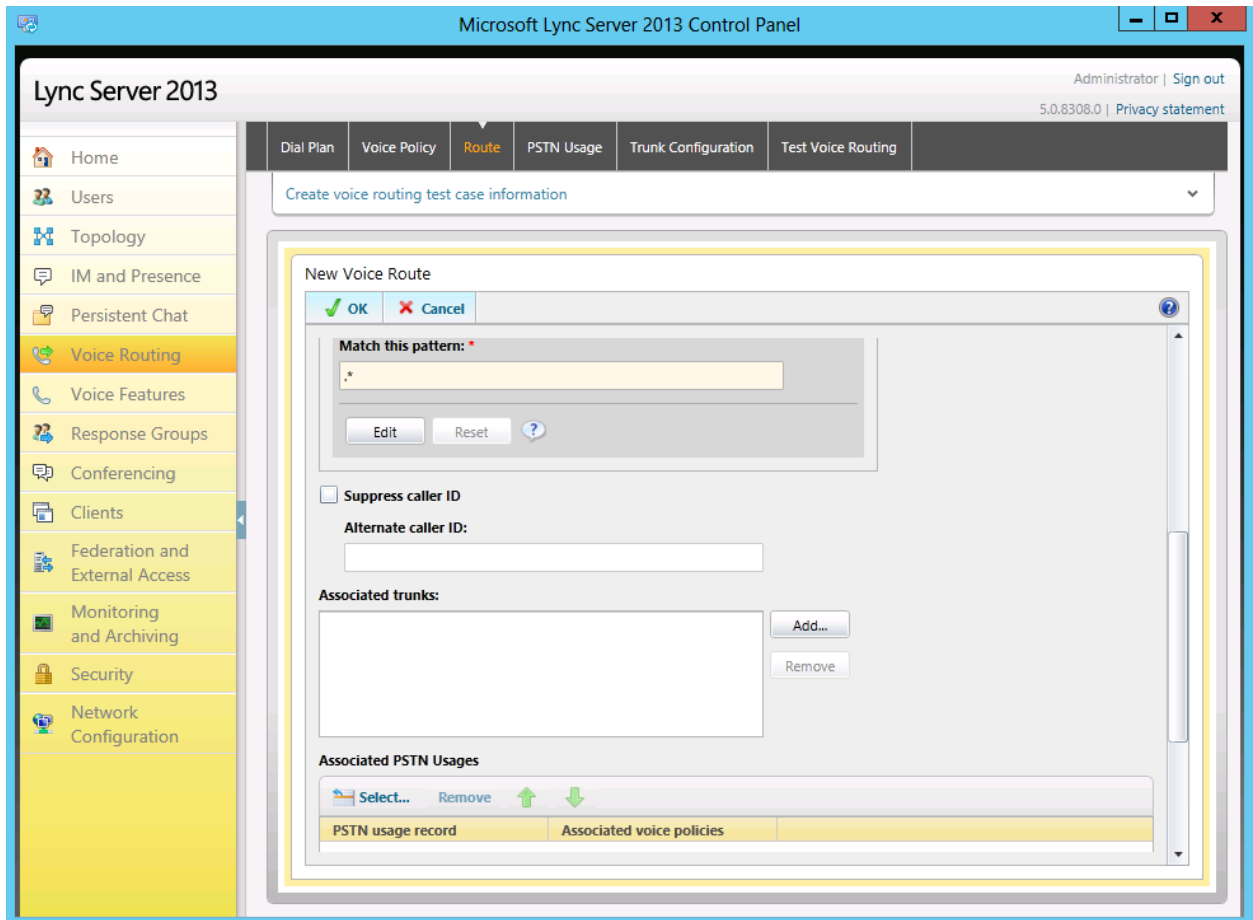 Microsoft Lync Server 2013 Control Panel
Lync Server 2013
Administrator | Sign out
5.0.8308.0 | Privacy statement
Home
Users
Topology
IM and Presence
Persistent Chat
Voice Routing
Voice Features
Response Groups
Conferencing
Clients
Federation and
External Access
Monitoring
and Archiving
Security
Network
Configuration
Dial Plan Voice Policy Route PSTN Usage Trunk Configuration Test Voice Routing
Create voice routing test case information
New Voice Route
OK Cancel
Match this pattern: *
.*
Edit Reset
Suppress caller ID
Alternate caller ID:
Associated trunks:
Add...
Remove
Associated PSTN Usages
Select... Remove
PSTN usage record Associated voice policies